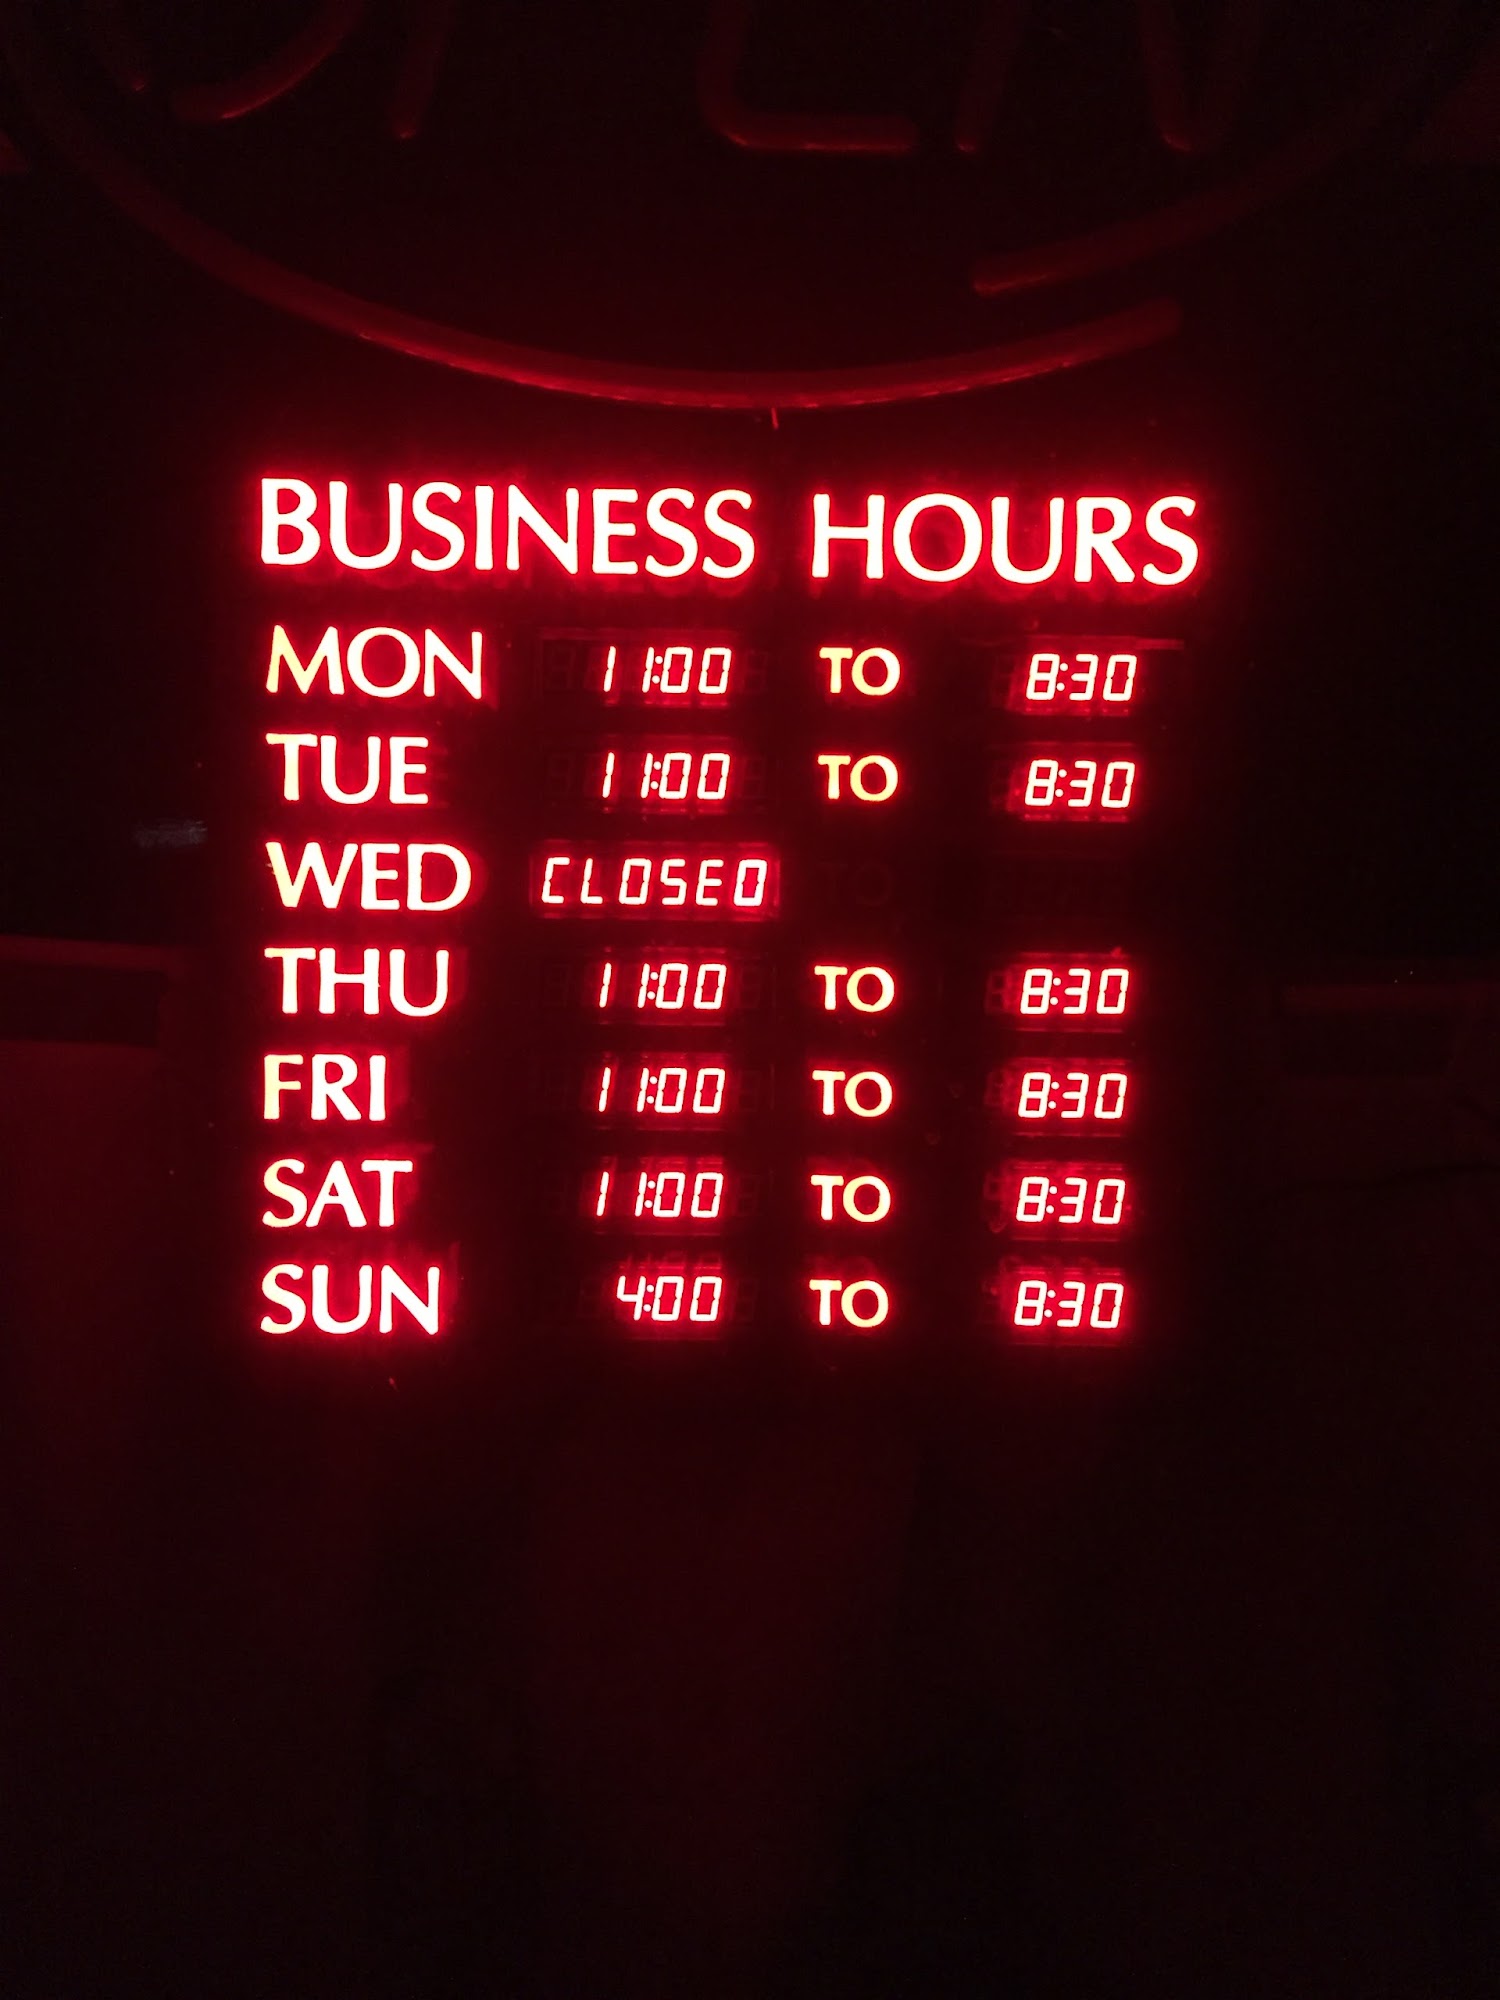 BUSINESS HOURS
MON 11:00 TO 8:30
TUE 11:00 TO 8:30
WED CLOSED
THU 11:00 TO 8:30
FRI 11:00 TO 8:30
SAT 11:00 TO 8:30
SUN 4:00 TO 8:30